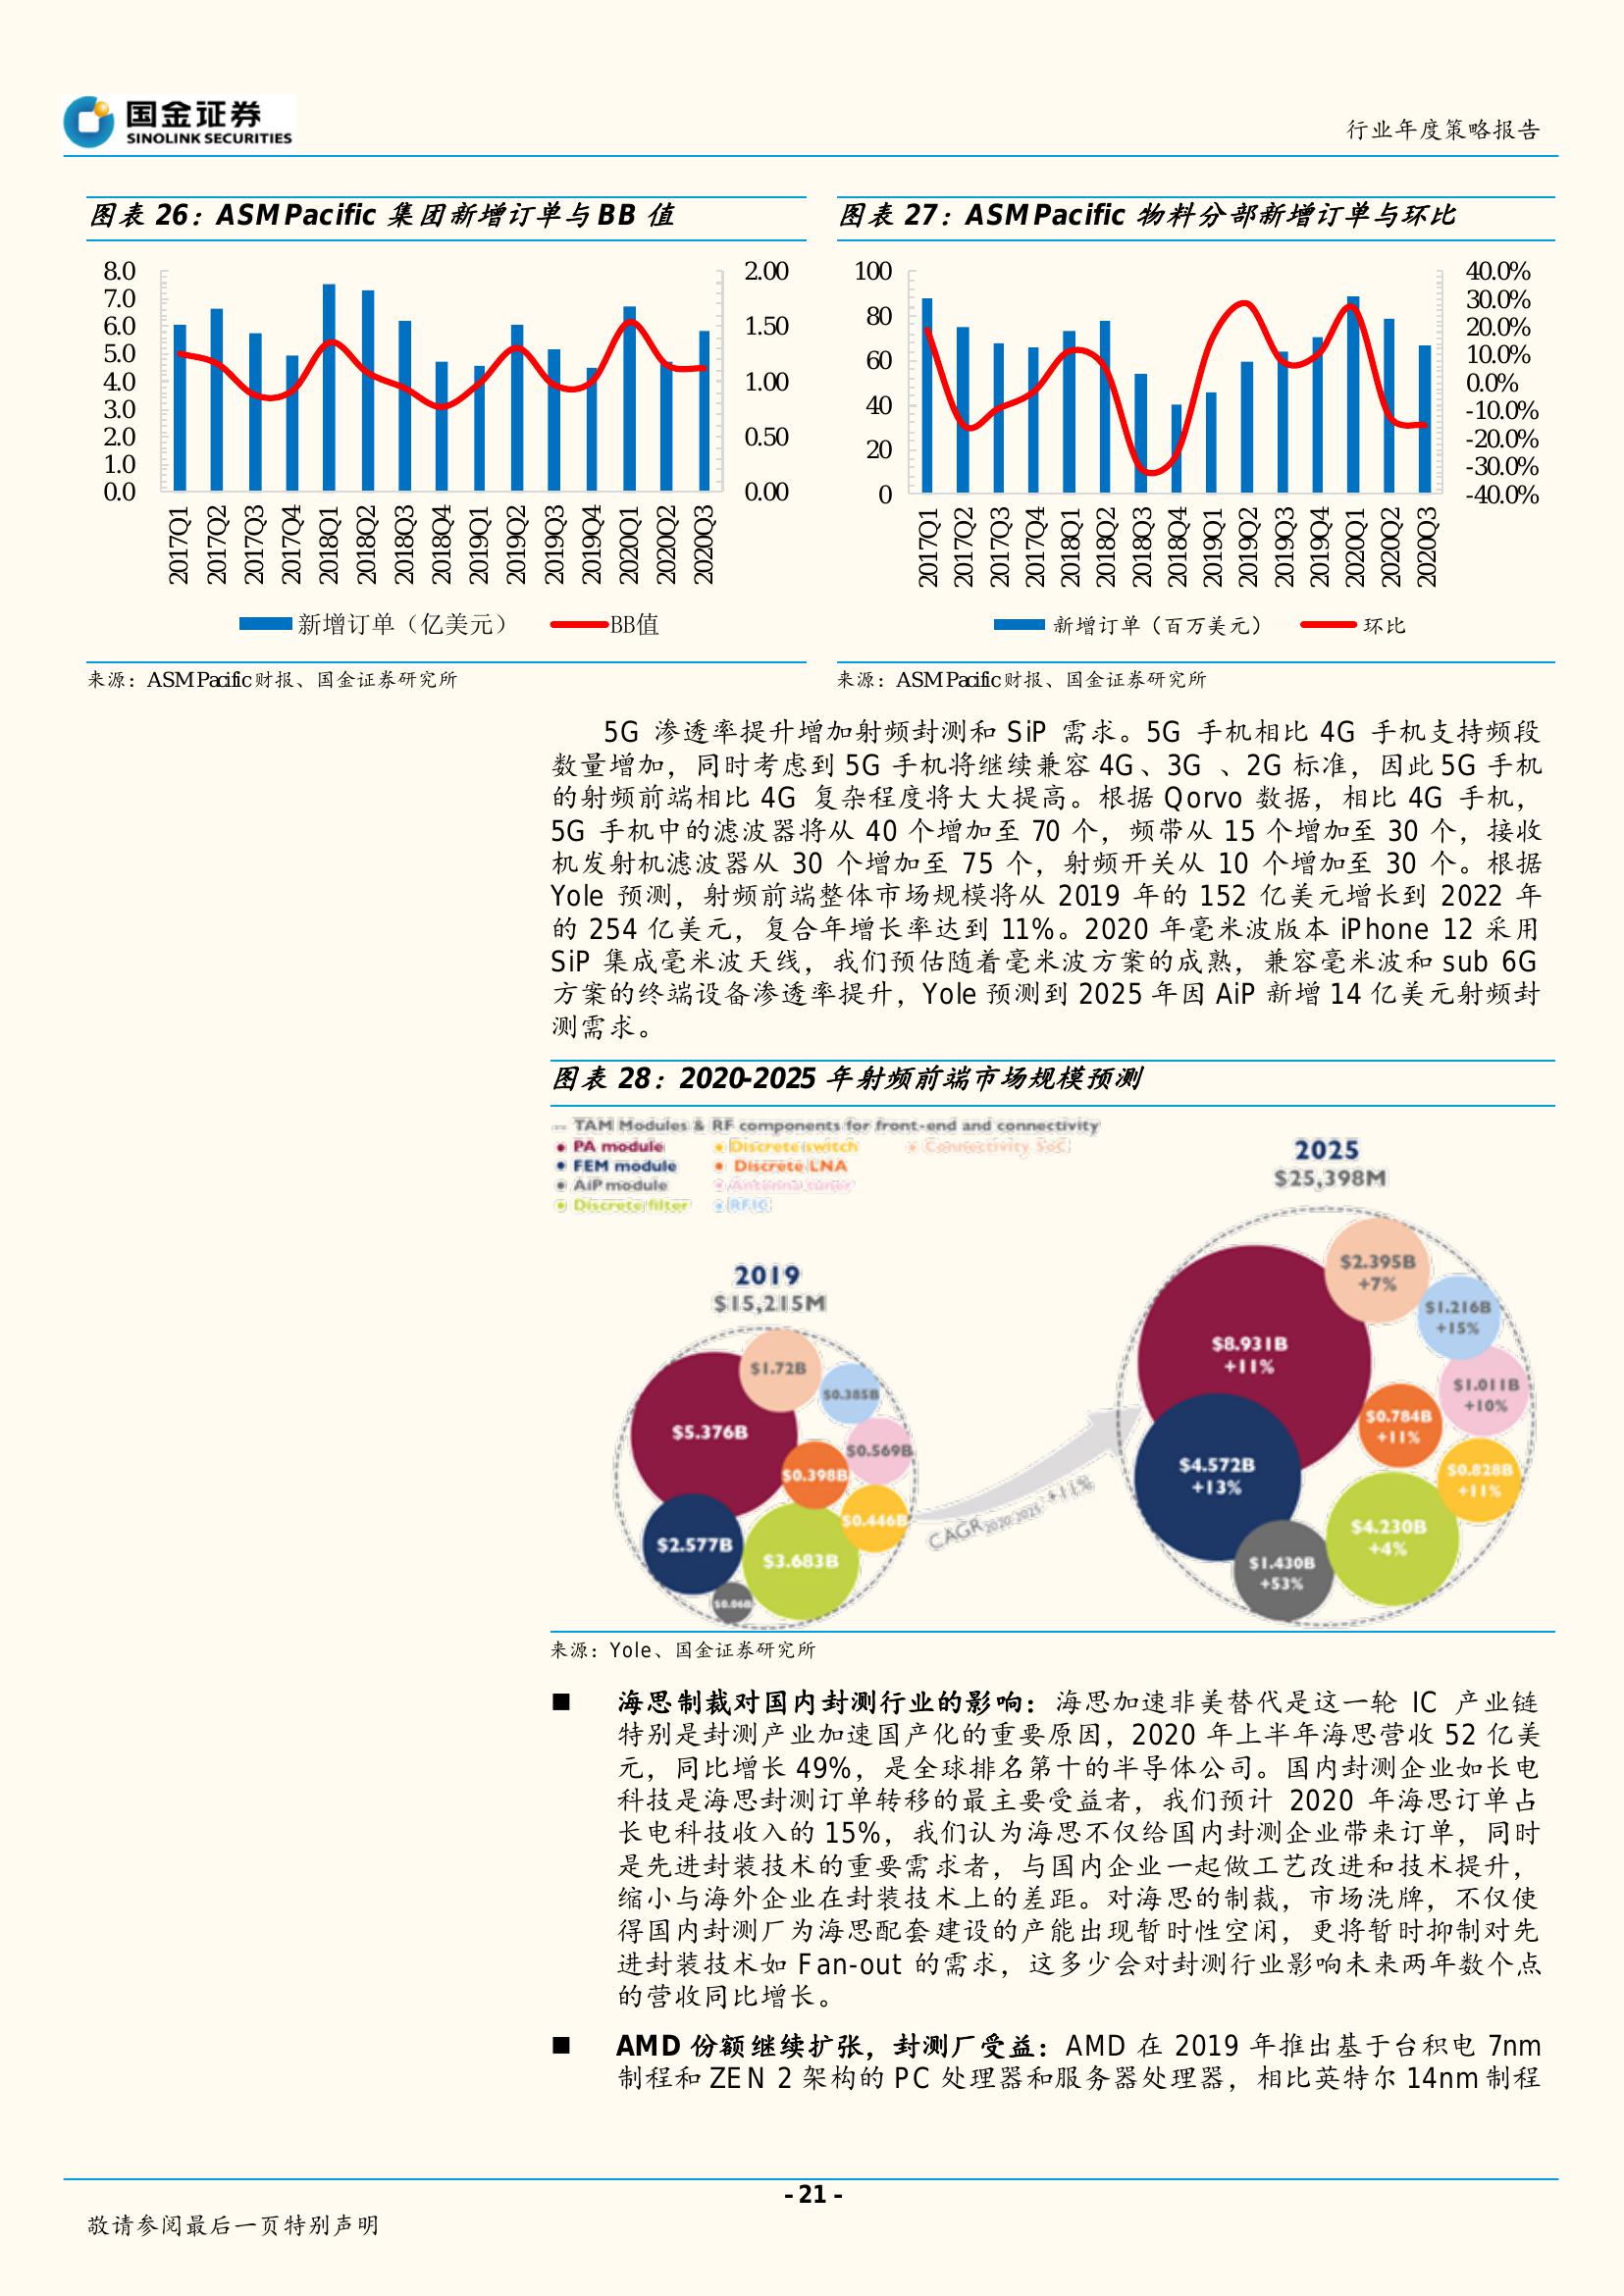 国金证券
SINOLINK SECURITIES
行业年度策略报告
图表 26：ASM Pacific 集团新增订单与 BB 值
8.0
7.0
6.0
5.0
4.0
3.0
2.0
1.0
0.0
2.00
1.50
1.00
0.50
0.00
2017Q1
2017Q2
2017Q3
2017Q4
2018Q1
2018Q2
2018Q3
2018Q4
2019Q1
2019Q2
2019Q3
2019Q4
2020Q1
2020Q2
2020Q3
新增订单（亿美元） BB值
来源：ASM Pacific 财报、国金证券研究所
图表 27：ASM Pacific 物料分部新增订单与环比
100
80
60
40
20
0
40.0%
30.0%
20.0%
10.0%
0.0%
-10.0%
-20.0%
-30.0%
-40.0%
2017Q1
2017Q2
2017Q3
2017Q4
2018Q1
2018Q2
2018Q3
2018Q4
2019Q1
2019Q2
2019Q3
2019Q4
2020Q1
2020Q2
2020Q3
新增订单（百万美元） 环比
来源：ASM Pacific 财报、国金证券研究所
5G 渗透率提升增加射频封测和 SiP 需求。5G 手机相比 4G 手机支持频段
数量增加，同时考虑到 5G 手机将继续兼容 4G、3G 、2G 标准，因此 5G 手机
的射频前端相比 4G 复杂程度将大大提高。根据 Qorvo 数据，相比 4G 手机，
5G 手机中的滤波器将从 40 个增加至 70 个，频带从 15 个增加至 30 个，接收
机发射机滤波器从 30 个增加至 75 个，射频开关从 10 个增加至 30 个。根据
Yole 预测，射频前端整体市场规模将从 2019 年的 152 亿美元增长到 2022 年
的 254 亿美元，复合年增长率达到 11%。2020 年毫米波版本 iPhone 12 采用
SiP 集成毫米波天线，我们预估随着毫米波方案的成熟，兼容毫米波和 sub 6G
方案的终端设备渗透率提升，Yole 预测到 2025 年因 AiP 新增 14 亿美元射频封
测需求。
图表 28：2020-2025 年射频前端市场规模预测
TAM Modules & RF components for front-end and connectivity
PA module
FEM module
AiP module
Discrete filter
Discrete switch
Discrete LNA
Antenna tuner
RFIC
Connectivity SoC
2019
$15,215M
$1.72B
$0.385B
$5.376B
$0.569B
$0.398B
$0.446B
$2.577B
$3.683B
$0.06B
CAGR 2020-2025 +11%
2025
$25,398M
$2.395B
+7%
$1.216B
+15%
$8.931B
+11%
$1.011B
+10%
$0.784B
+11%
$4.572B
+13%
$0.828B
+11%
$4.230B
+4%
$1.430B
+53%
来源：Yole、国金证券研究所
■ 海思制裁对国内封测行业的影响：海思加速非美替代是这一轮 IC 产业链
特别是封测产业加速国产化的重要原因，2020 年上半年海思营收 52 亿美
元，同比增长 49%，是全球排名第十的半导体公司。国内封测企业如长电
科技是海思封测订单转移的最主要受益者，我们预计 2020 年海思订单占
长电科技收入的 15%，我们认为海思不仅给国内封测企业带来订单，同时
是先进封装技术的重要需求者，与国内企业一起做工艺改进和技术提升，
缩小与海外企业在封装技术上的差距。对海思的制裁，市场洗牌，不仅使
得国内封测厂为海思配套建设的产能出现暂时性空闲，更将暂时抑制对先
进封装技术如 Fan-out 的需求，这多少会对封测行业影响未来两年数个点
的营收同比增长。
■ AMD 份额继续扩张，封测厂受益：AMD 在 2019 年推出基于台积电 7nm
制程和 ZEN 2 架构的 PC 处理器和服务器处理器，相比英特尔 14nm 制程
- 21 -
敬请参阅最后一页特别声明